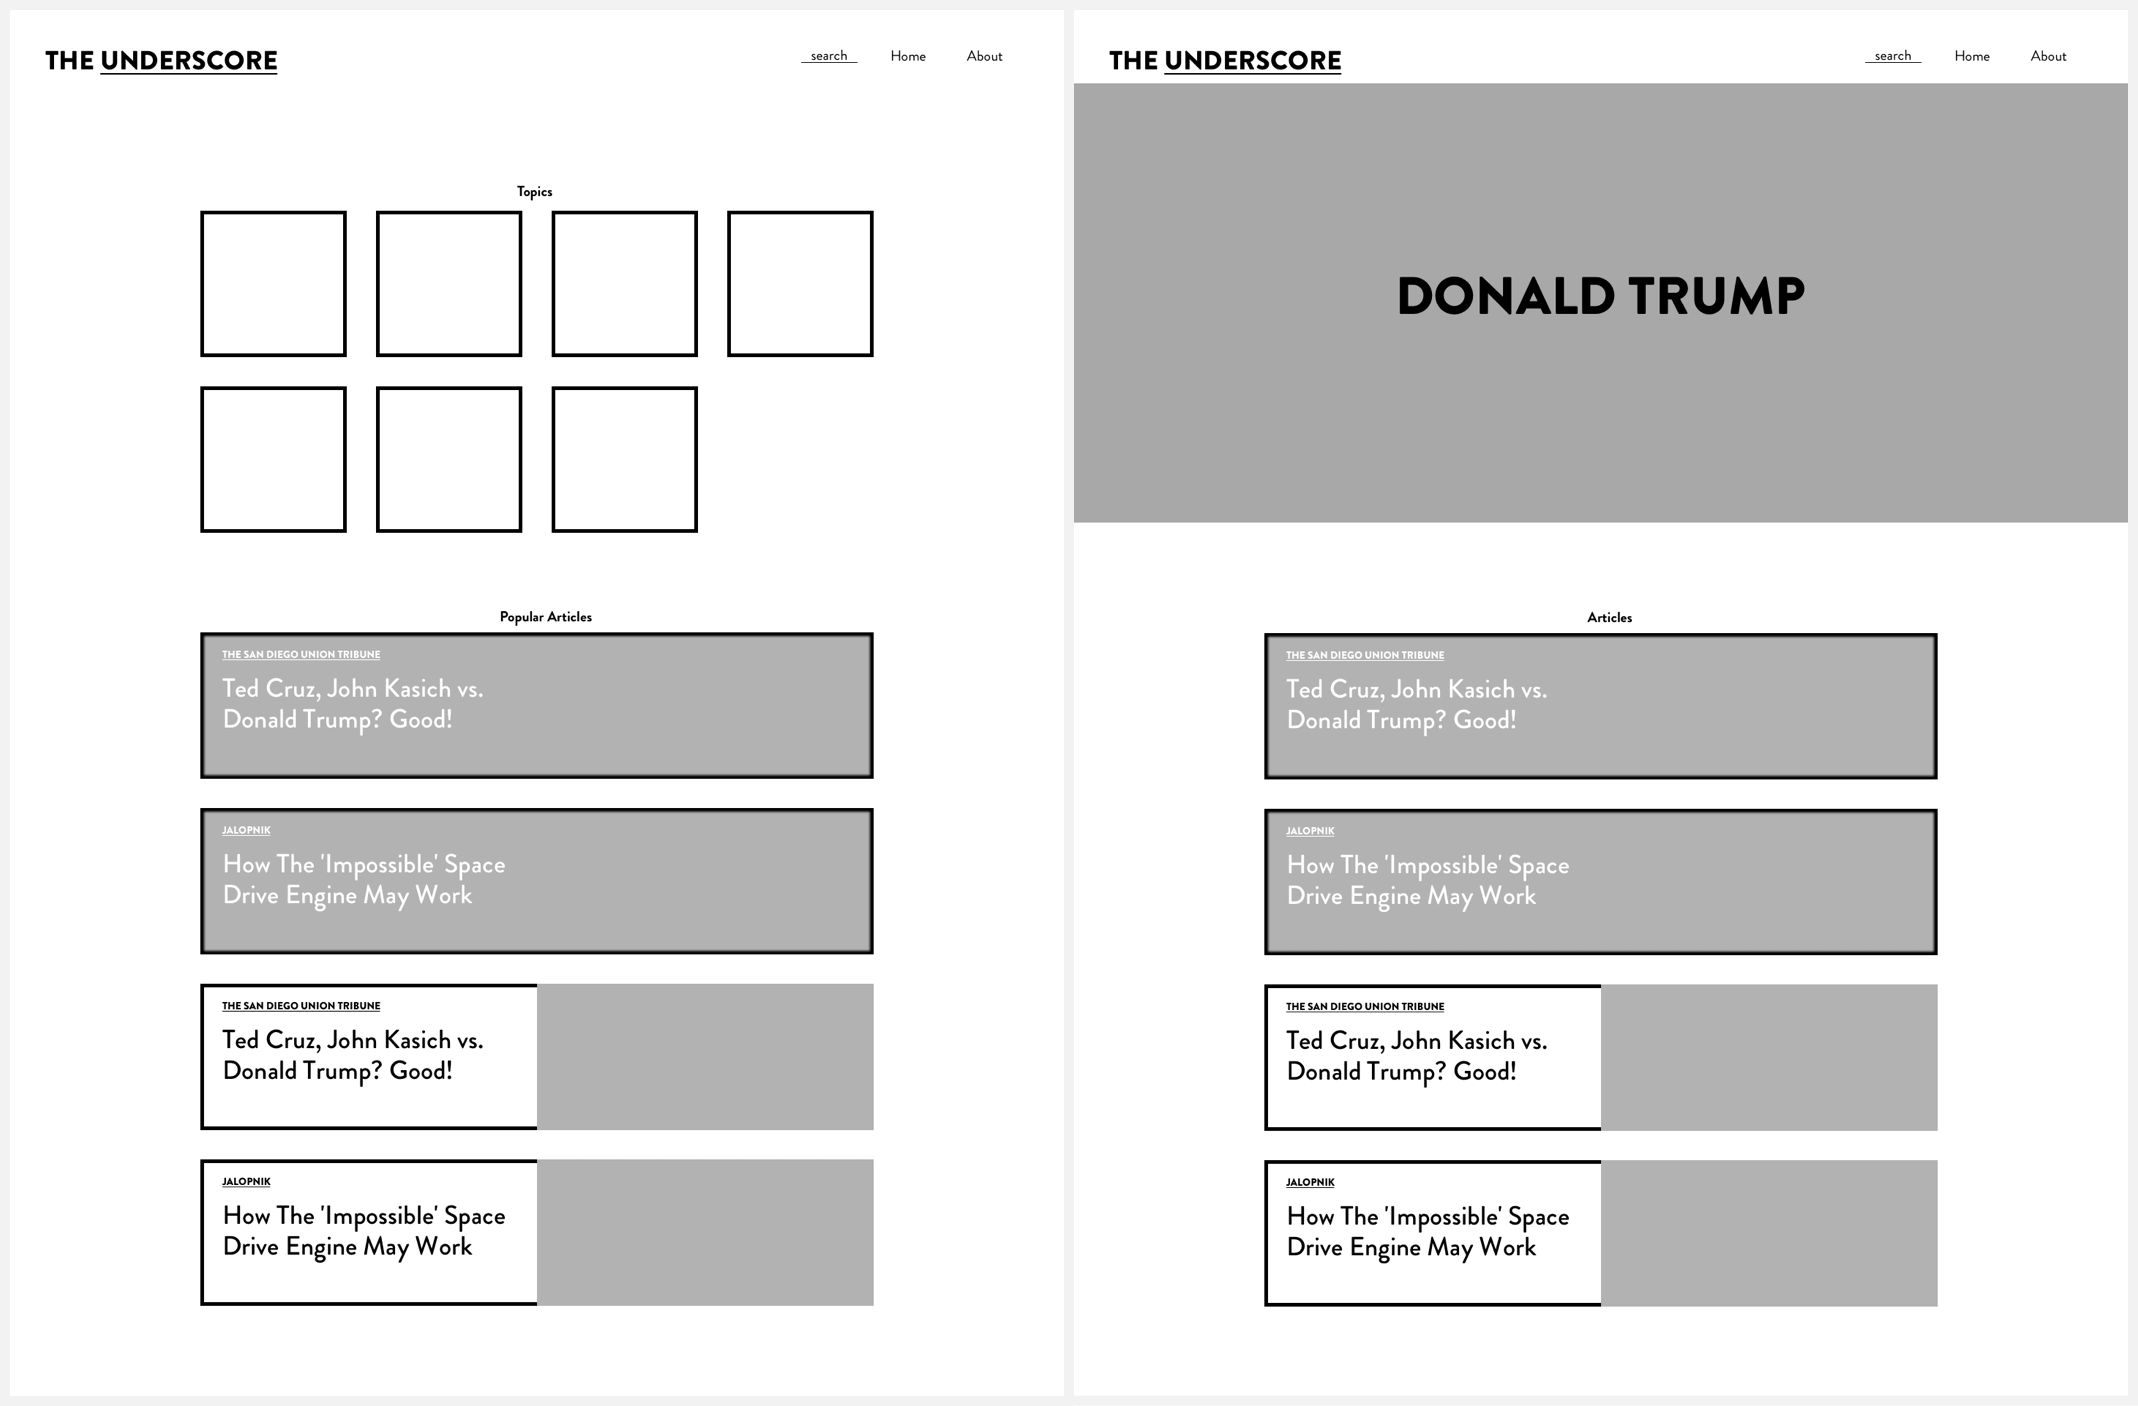 THE UNDERSCORE
search Home About
Topics
Popular Articles
THE SAN DIEGO UNION TRIBUNE
Ted Cruz, John Kasich vs.
Donald Trump? Good!
JALOPNIK
How The 'Impossible' Space
Drive Engine May Work
THE SAN DIEGO UNION TRIBUNE
Ted Cruz, John Kasich vs.
Donald Trump? Good!
JALOPNIK
How The 'Impossible' Space
Drive Engine May Work
THE UNDERSCORE
search Home About
DONALD TRUMP
Articles
THE SAN DIEGO UNION TRIBUNE
Ted Cruz, John Kasich vs.
Donald Trump? Good!
JALOPNIK
How The 'Impossible' Space
Drive Engine May Work
THE SAN DIEGO UNION TRIBUNE
Ted Cruz, John Kasich vs.
Donald Trump? Good!
JALOPNIK
How The 'Impossible' Space
Drive Engine May Work